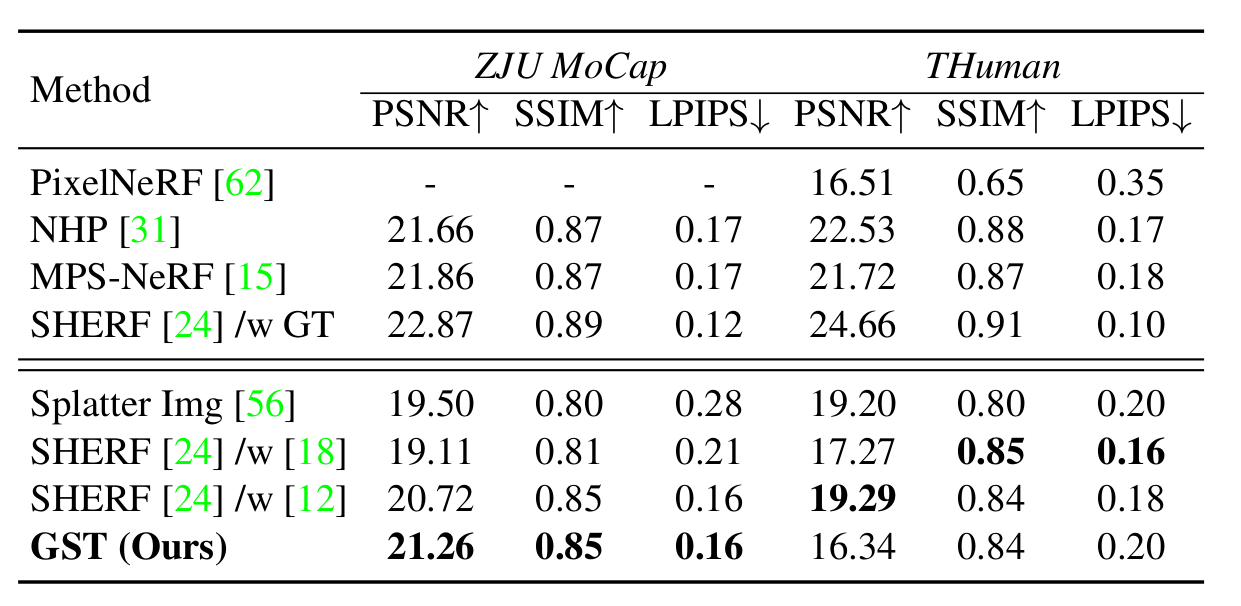 Method ZJU MoCap THuman
PSNR↑ SSIM↑ LPIPS↓ PSNR↑ SSIM↑ LPIPS↓
PixelNeRF [62] - - - 16.51 0.65 0.35
NHP [31] 21.66 0.87 0.17 22.53 0.88 0.17
MPS-NeRF [15] 21.86 0.87 0.17 21.72 0.87 0.18
SHERF [24] /w GT 22.87 0.89 0.12 24.66 0.91 0.10
Splatter Img [56] 19.50 0.80 0.28 19.20 0.80 0.20
SHERF [24] /w [18] 19.11 0.81 0.21 17.27 0.85 0.16
SHERF [24] /w [12] 20.72 0.85 0.16 19.29 0.84 0.18
GST (Ours) 21.26 0.85 0.16 16.34 0.84 0.20